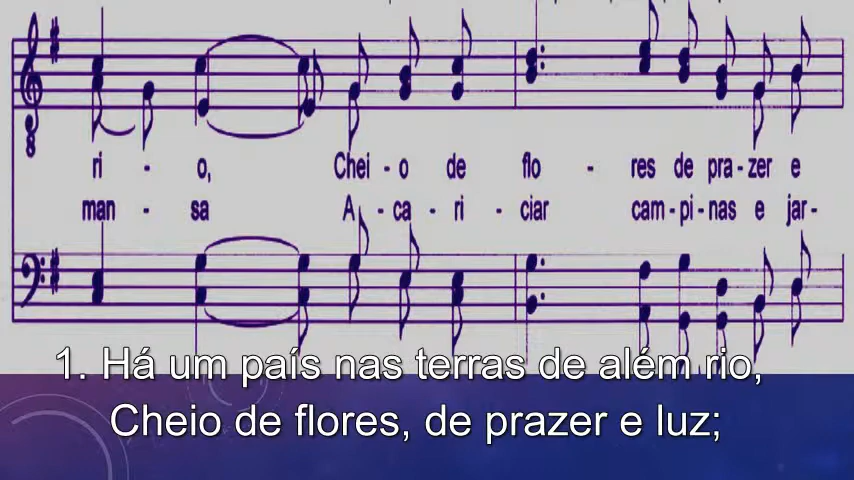 ri - o, Chei - o de flo - res de pra - zer e
man - sa A - ca - ri - ciar cam - pi - nas e jar -
1. Há um país nas terras de além rio,
Cheio de flores, de prazer e luz;